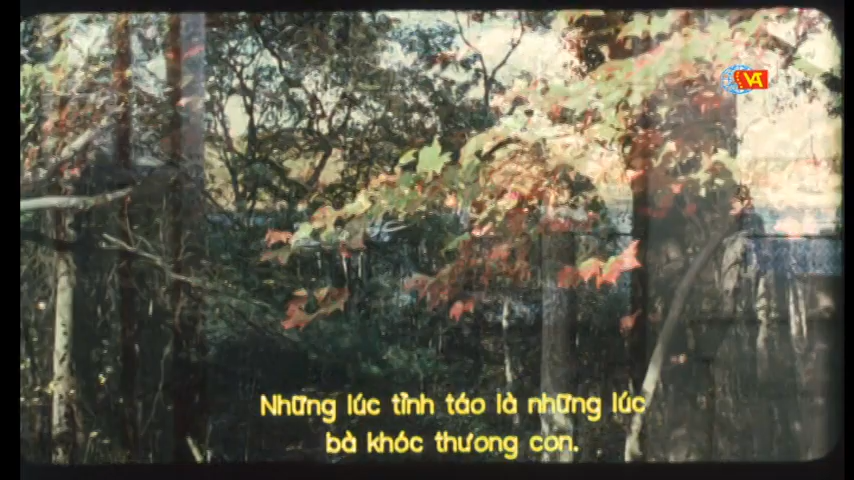 Những lúc tỉnh táo là những lúc
bà khóc thương con.